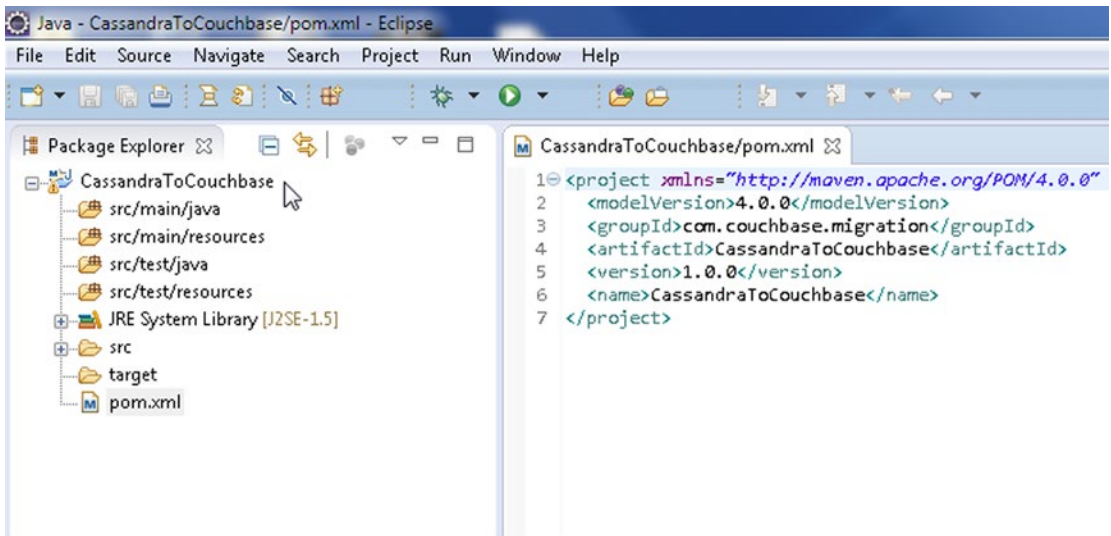 Java - CassandraToCouchbase/pom.xml - Eclipse
File Edit Source Navigate Search Project Run Window Help
Package Explorer
CassandraToCouchbase
src/main/java
src/main/resources
src/test/java
src/test/resources
JRE System Library [J2SE-1.5]
src
target
pom.xml
CassandraToCouchbase/pom.xml
1 <project xmlns="http://maven.apache.org/POM/4.0.0"
2 <modelVersion>4.0.0</modelVersion>
3 <groupId>com.couchbase.migration</groupId>
4 <artifactId>CassandraToCouchbase</artifactId>
5 <version>1.0.0</version>
6 <name>CassandraToCouchbase</name>
7 </project>